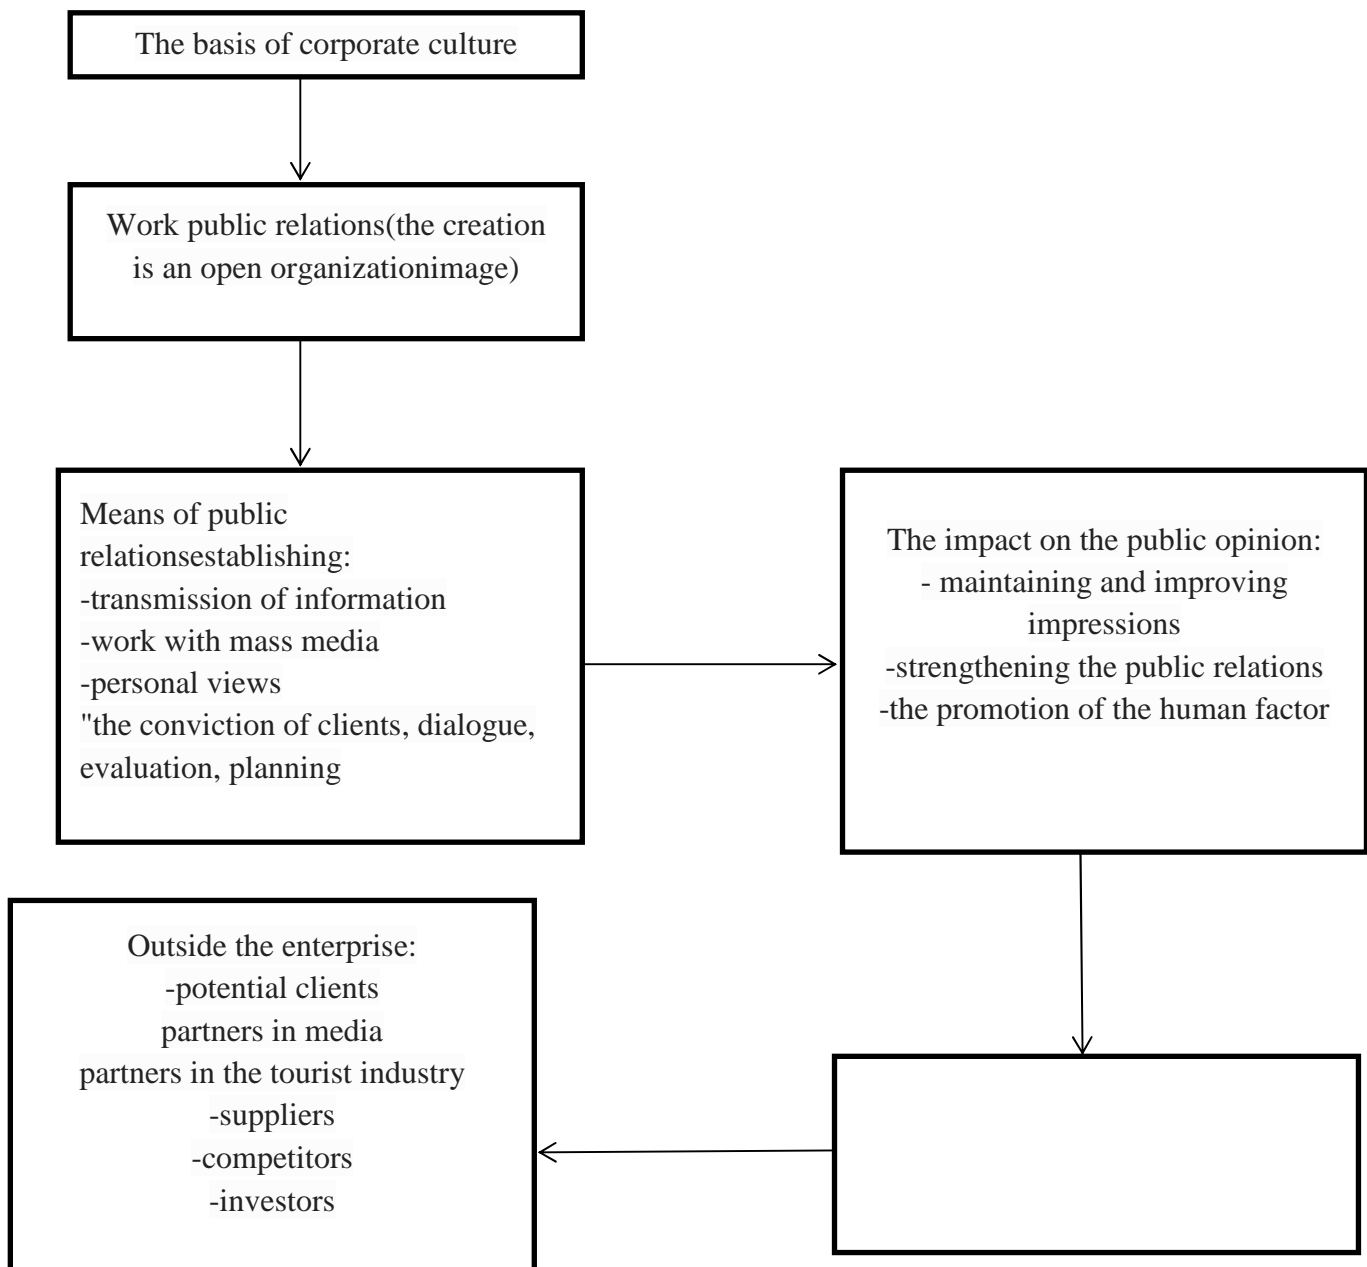 The basis of corporate culture
Work public relations(the creation
is an open organizationimage)
Means of public
relationsestablishing:
-transmission of information
-work with mass media
-personal views
"the conviction of clients, dialogue,
evaluation, planning
The impact on the public opinion:
- maintaining and improving
impressions
-strengthening the public relations
-the promotion of the human factor
Outside the enterprise:
-potential clients
partners in media
partners in the tourist industry
-suppliers
-competitors
-investors